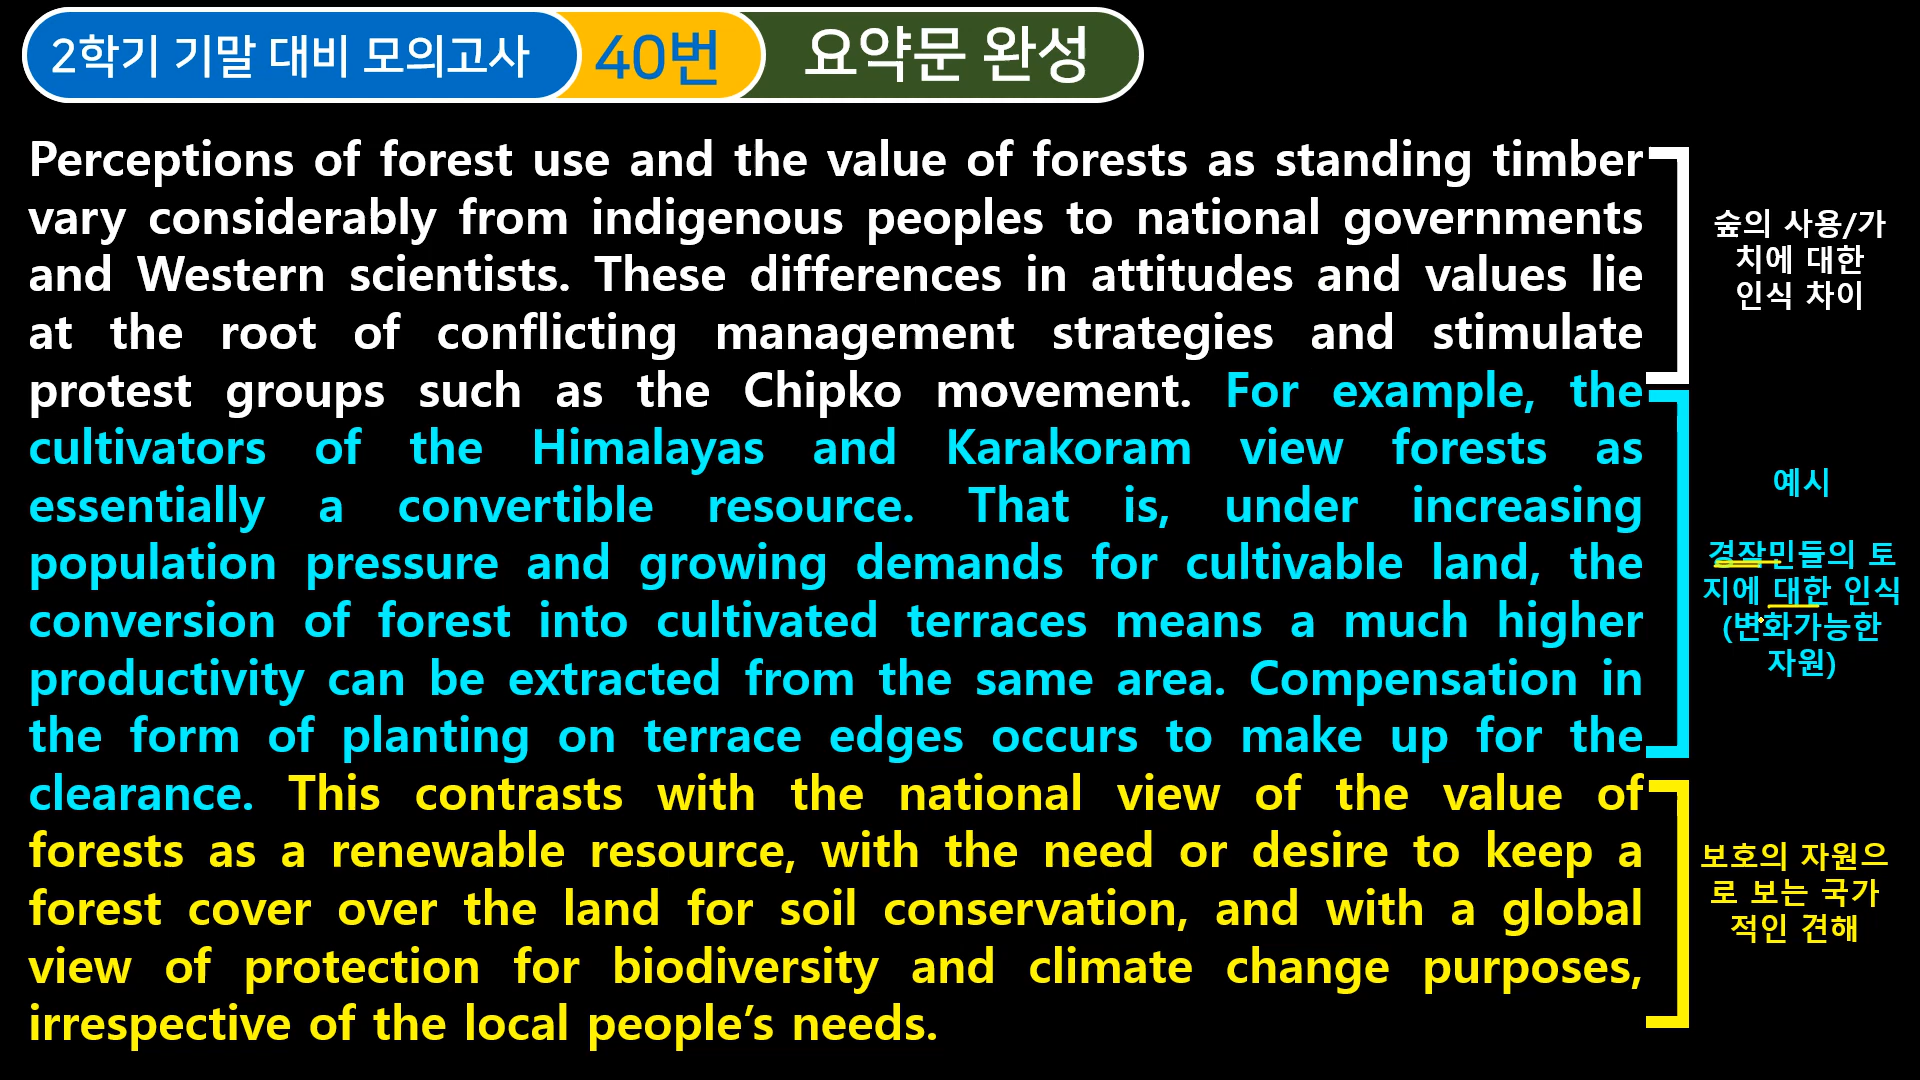 2학기 기말 대비 모의고사 40번 요약문 완성
Perceptions of forest use and the value of forests as standing timber
vary considerably from indigenous peoples to national governments
and Western scientists. These differences in attitudes and values lie
at the root of conflicting management strategies and stimulate
protest groups such as the Chipko movement. For example, the
cultivators of the Himalayas and Karakoram view forests as
essentially a convertible resource. That is, under increasing
population pressure and growing demands for cultivable land, the
conversion of forest into cultivated terraces means a much higher
productivity can be extracted from the same area. Compensation in
the form of planting on terrace edges occurs to make up for the
clearance. This contrasts with the national view of the value of
forests as a renewable resource, with the need or desire to keep a
forest cover over the land for soil conservation, and with a global
view of protection for biodiversity and climate change purposes,
irrespective of the local people’s needs.
숲의 사용/가
치에 대한
인식 차이
예시
경작민들의 토
지에 대한 인식
(변화가능한
자원)
보호의 자원으
로 보는 국가
적인 견해